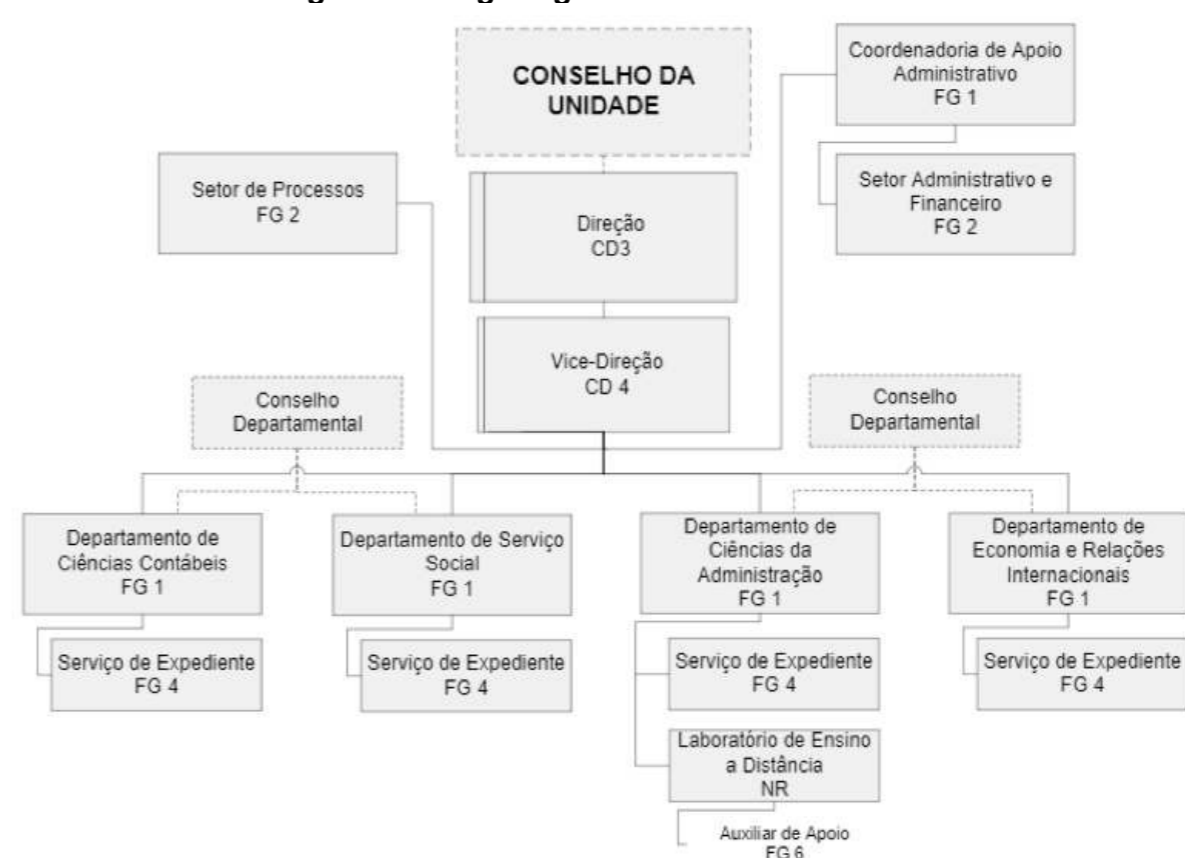 CONSELHO DA
UNIDADE
Coordenadoria de Apoio
Administrativo
FG 1
Setor de Processos
FG 2
Direção
CD3
Setor Administrativo e
Financeiro
FG 2
Vice-Direção
CD 4
Conselho
Departamental
Conselho
Departamental
Departamento de
Ciências Contábeis
FG 1
Departamento de Serviço
Social
FG 1
Departamento de
Ciências da
Administração
FG 1
Departamento de
Economia e Relações
Internacionais
FG 1
Serviço de Expediente
FG 4
Serviço de Expediente
FG 4
Serviço de Expediente
FG 4
Serviço de Expediente
FG 4
Laboratório de Ensino
a Distância
NR
Auxiliar de Apoio
FG 6